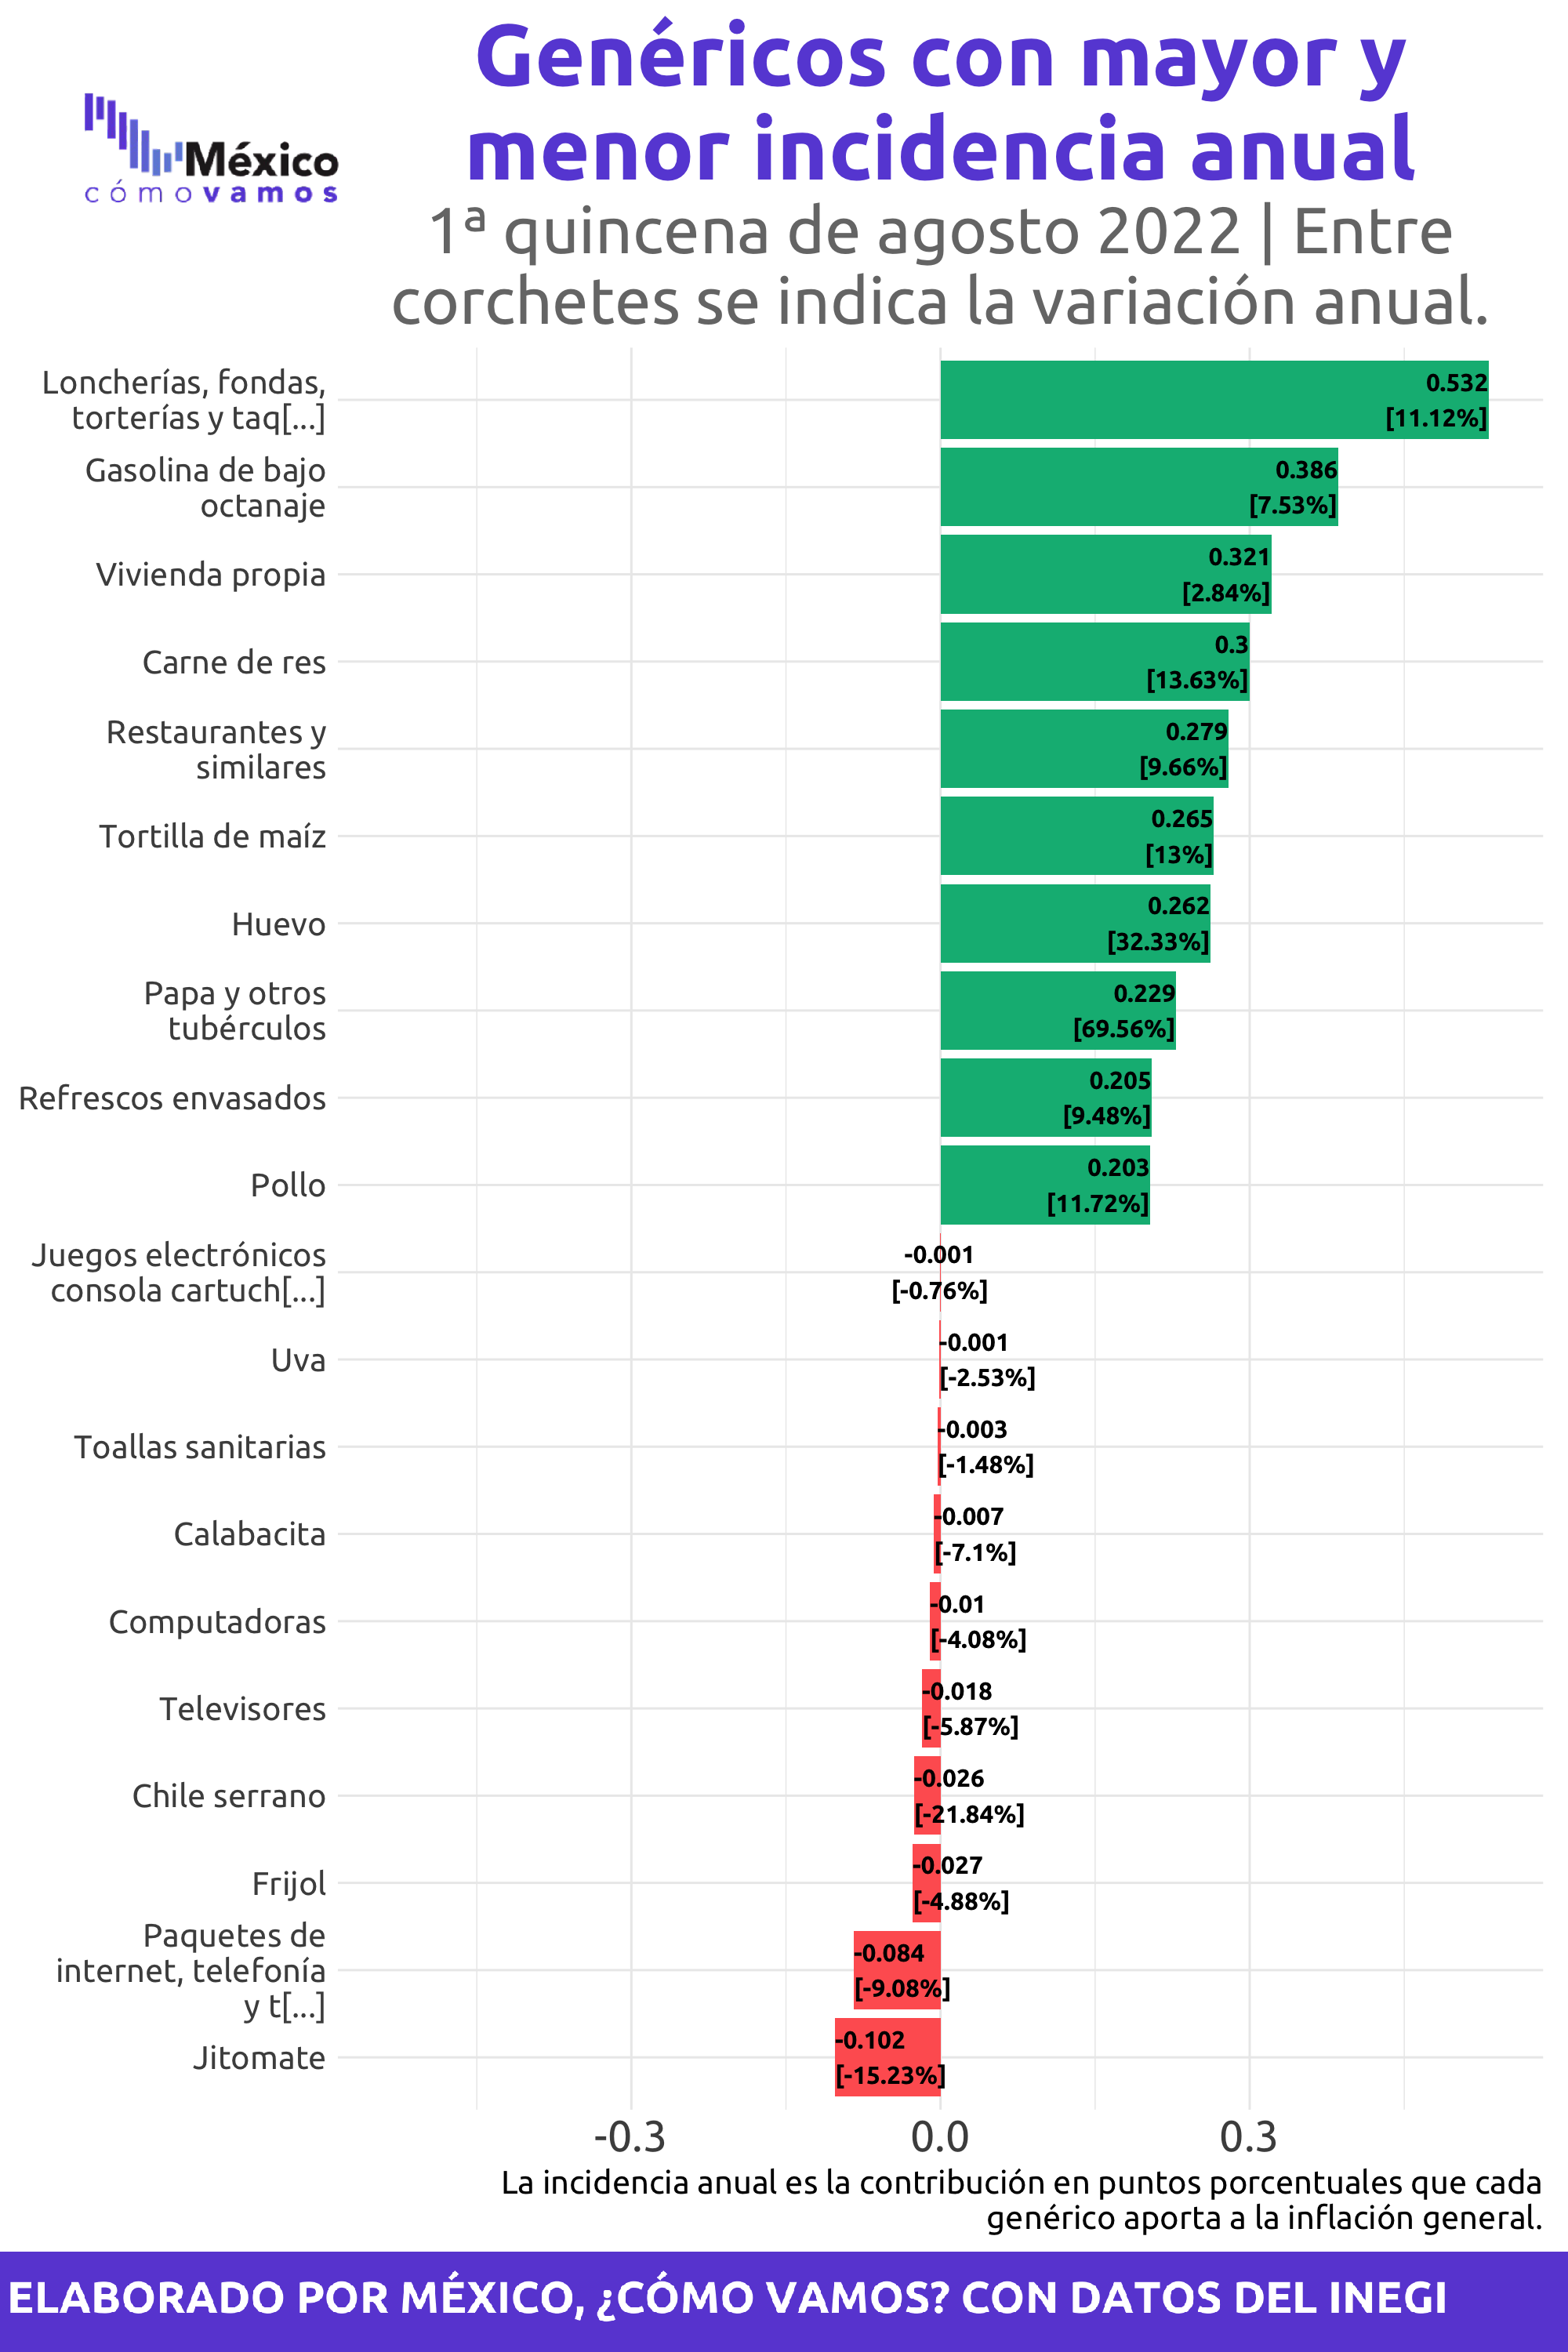 México
cómovamos
Genéricos con mayor y
menor incidencia anual
1ª quincena de agosto 2022 | Entre
corchetes se indica la variación anual.
Loncherías, fondas,
torterías y taq[...]
0.532
[11.12%]
Gasolina de bajo
octanaje
0.386
[7.53%]
Vivienda propia
0.321
[2.84%]
Carne de res
0.3
[13.63%]
Restaurantes y
similares
0.279
[9.66%]
Tortilla de maíz
0.265
[13%]
Huevo
0.262
[32.33%]
Papa y otros
tubérculos
0.229
[69.56%]
Refrescos envasados
0.205
[9.48%]
Pollo
0.203
[11.72%]
Juegos electrónicos
consola cartuch[...]
-0.001
[-0.76%]
Uva
-0.001
[-2.53%]
Toallas sanitarias
-0.003
[-1.48%]
Calabacita
-0.007
[-7.1%]
Computadoras
-0.01
[-4.08%]
Televisores
-0.018
[-5.87%]
Chile serrano
-0.026
[-21.84%]
Frijol
-0.027
[-4.88%]
Paquetes de
internet, telefonía
y t[...]
-0.084
[-9.08%]
Jitomate
-0.102
[-15.23%]
-0.3 0.0 0.3
La incidencia anual es la contribución en puntos porcentuales que cada
genérico aporta a la inflación general.
ELABORADO POR MÉXICO, ¿CÓMO VAMOS? CON DATOS DEL INEGI